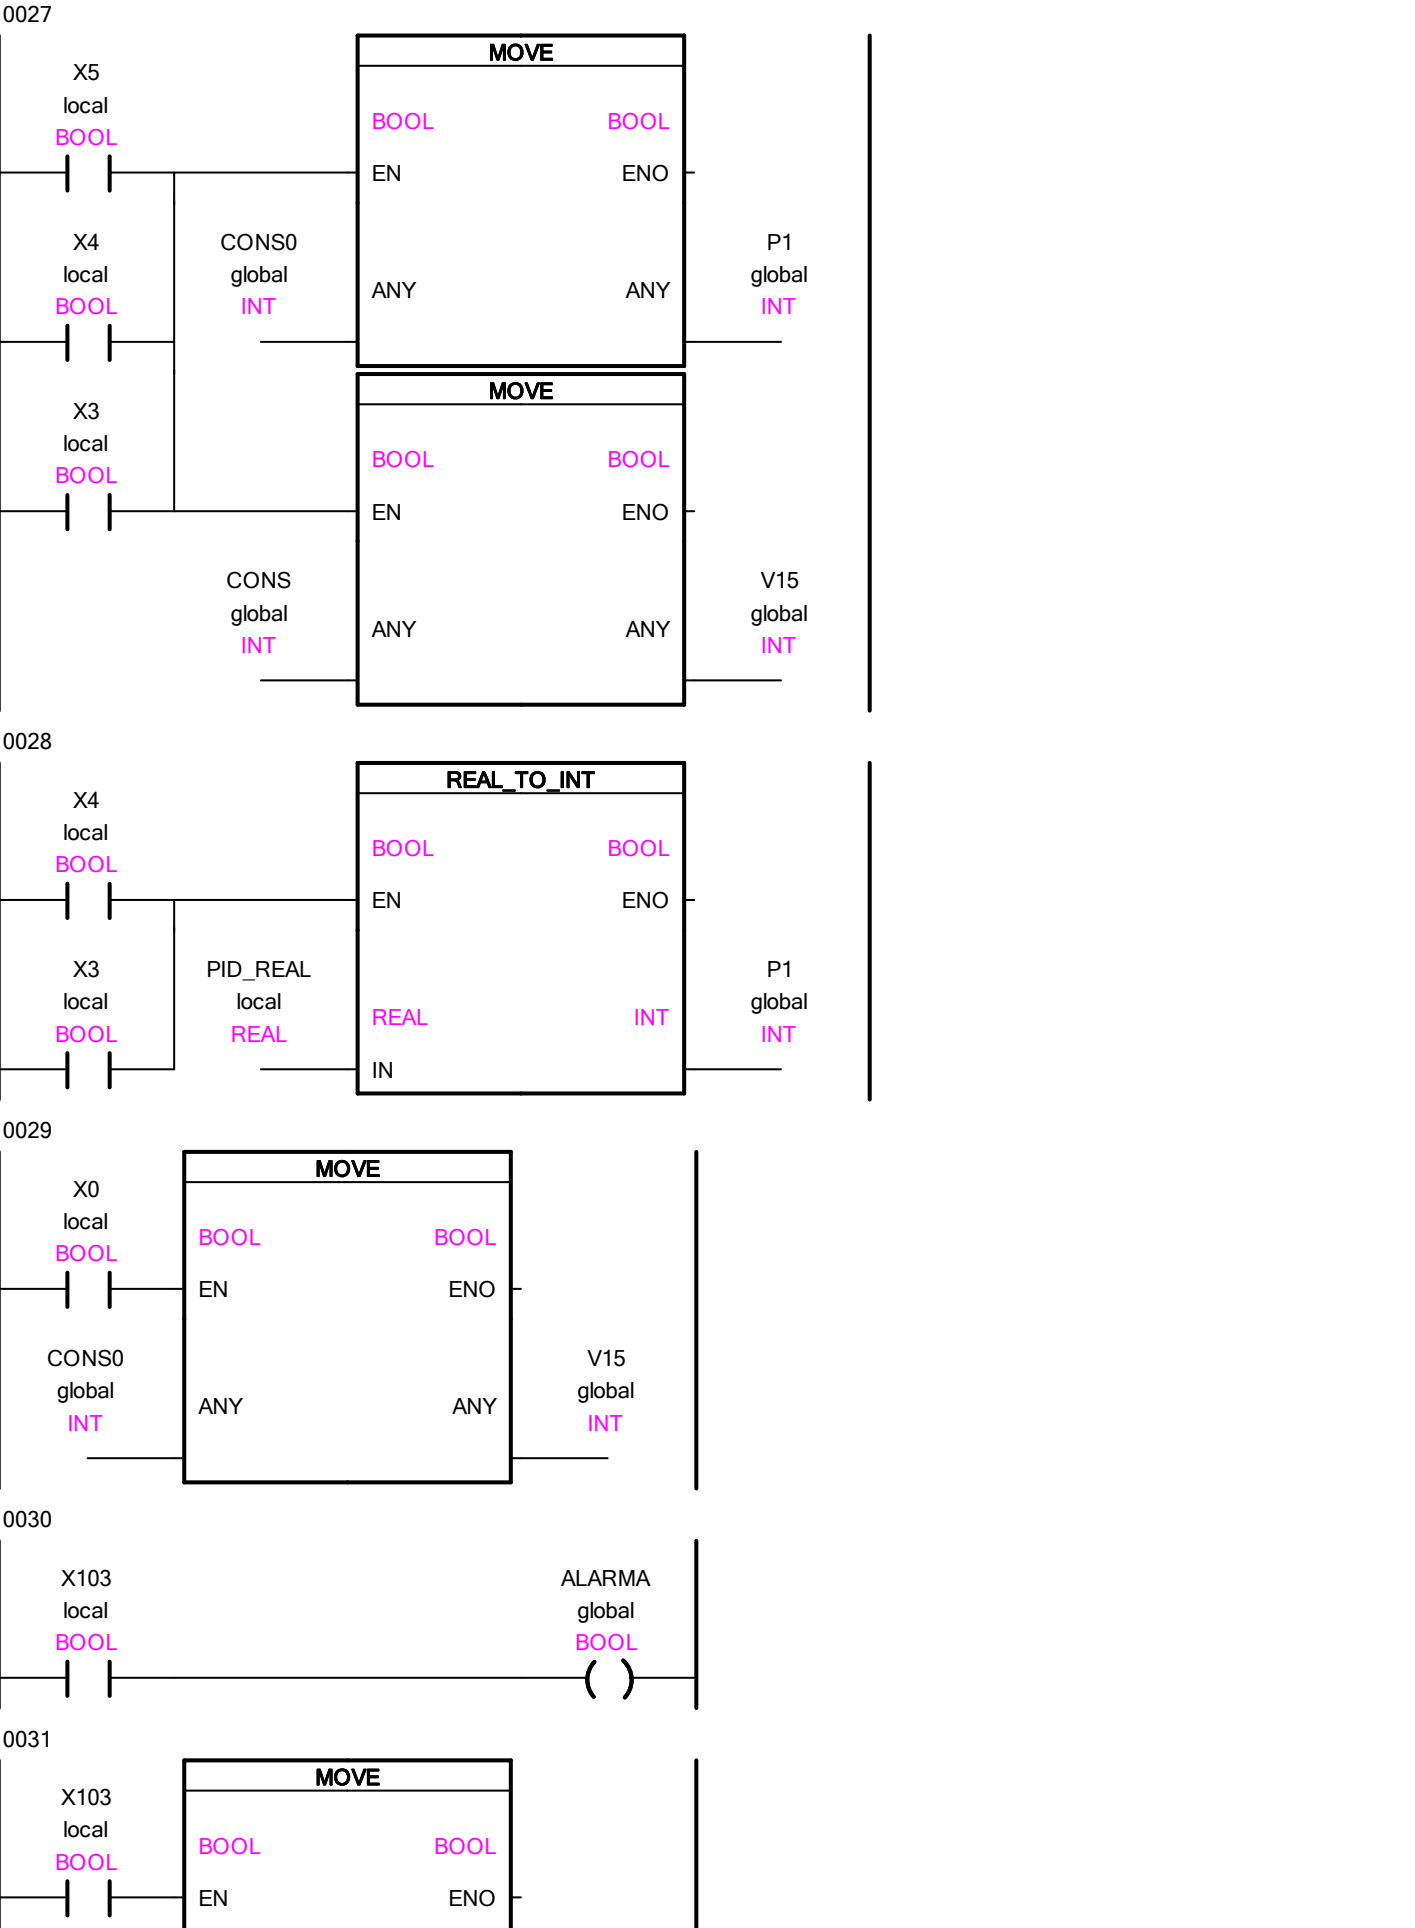 0027
MOVE
X5
local
BOOL
BOOL BOOL
EN ENO
X4 CONS0 P1
local global global
BOOL INT ANY ANY INT
MOVE
X3
local
BOOL
BOOL BOOL
EN ENO
CONS V15
global global
INT ANY ANY INT
0028
REAL_TO_INT
X4
local
BOOL
BOOL BOOL
EN ENO
X3 PID_REAL P1
local local global
BOOL REAL REAL INT INT
IN
0029
MOVE
X0
local
BOOL
BOOL BOOL
EN ENO
CONS0 V15
global global
INT ANY ANY INT
0030
X103 ALARMA
local global
BOOL BOOL
( )
0031
MOVE
X103
local
BOOL
BOOL BOOL
EN ENO